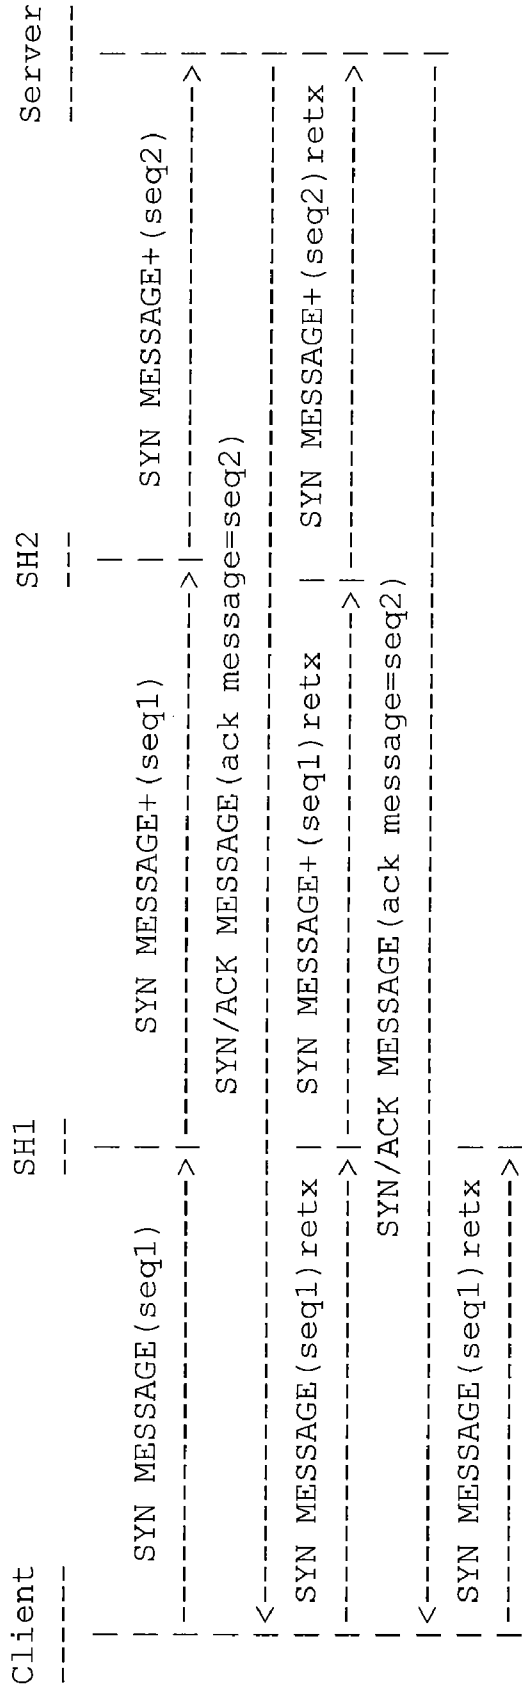 Client SH1 SH2 Server
SYN MESSAGE(seq1) SYN MESSAGE+(seq1) SYN MESSAGE+(seq2)
SYN/ACK MESSAGE(ack message=seq2)
SYN MESSAGE(seq1)retx SYN MESSAGE+(seq1)retx SYN MESSAGE+(seq2)retx
SYN/ACK MESSAGE(ack message=seq2)
SYN MESSAGE(seq1)retx